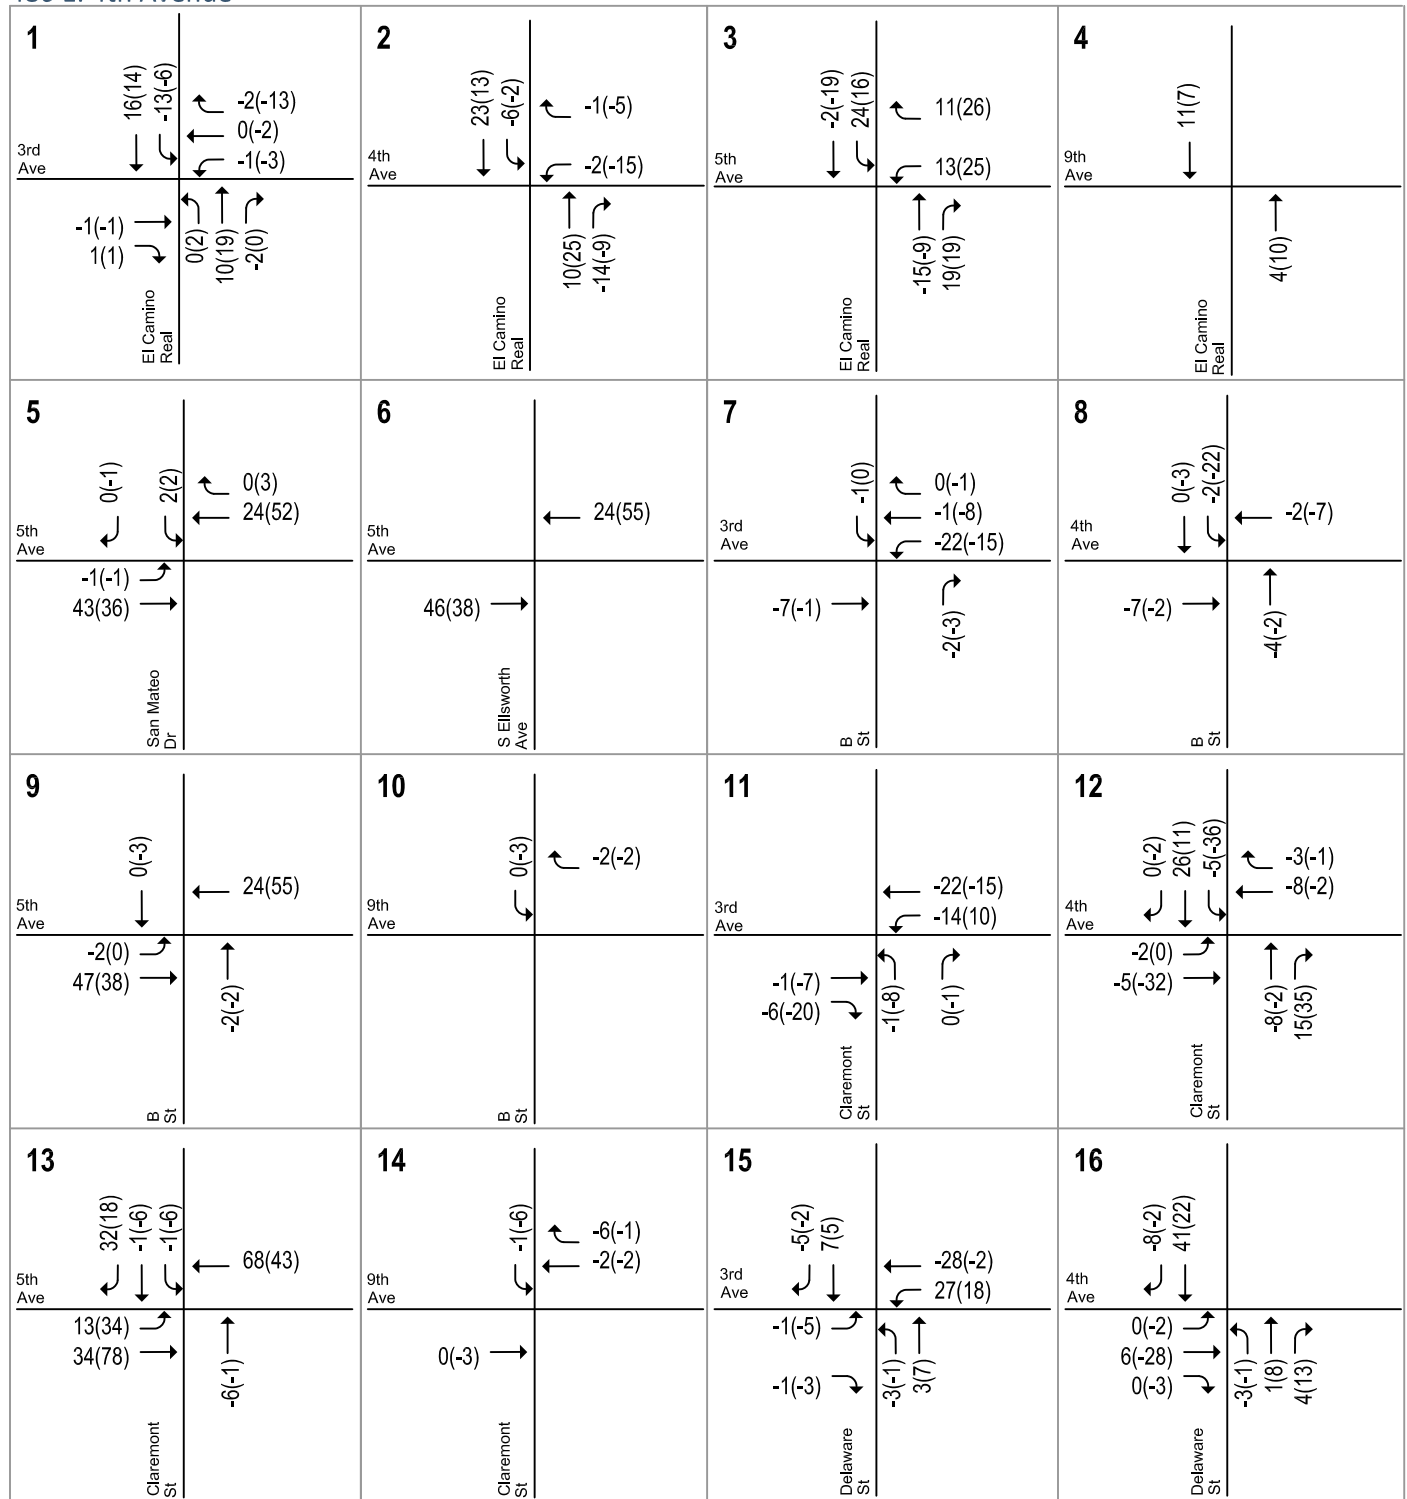 1
16(14)
-13(-6)
-2(-13)
0(-2)
-1(-3)
3rd
Ave
-1(-1)
1(1)
0(2)
10(19)
-2(0)
El Camino
Real
2
23(13)
-6(-2)
-1(-5)
-2(-15)
4th
Ave
10(25)
-14(-9)
El Camino
Real
3
-2(-19)
24(16)
11(26)
13(25)
5th
Ave
-15(-9)
19(19)
El Camino
Real
4
11(7)
9th
Ave
4(10)
El Camino
Real
5
0(-1)
2(2)
0(3)
24(52)
5th
Ave
-1(-1)
43(36)
San Mateo
Dr
6
24(55)
5th
Ave
46(38)
S Ellsworth
Ave
7
-1(0)
0(-1)
-1(-8)
-22(-15)
3rd
Ave
-7(-1)
-2(-3)
B
St
8
0(-3)
-2(-22)
-2(-7)
4th
Ave
-7(-2)
-4(-2)
B
St
9
0(-3)
24(55)
5th
Ave
-2(0)
47(38)
-2(-2)
B
St
10
0(-3)
-2(-2)
9th
Ave
B
St
11
-22(-15)
-14(10)
3rd
Ave
-1(-7)
-6(-20)
-1(-8)
0(-1)
Claremont
St
12
0(-2)
26(11)
-5(-36)
-3(-1)
-8(-2)
4th
Ave
-2(0)
-5(-32)
-8(-2)
15(35)
Claremont
St
13
32(18)
-1(-6)
-1(-6)
68(43)
5th
Ave
13(34)
34(78)
-6(-1)
Claremont
St
14
-1(-6)
-6(-1)
-2(-2)
9th
Ave
0(-3)
Claremont
St
15
-5(-2)
7(5)
-28(-2)
27(18)
3rd
Ave
-1(-5)
-1(-3)
-3(-1)
3(7)
Delaware
St
16
-8(-2)
41(22)
4th
Ave
0(-2)
6(-28)
0(-3)
-3(-1)
1(8)
4(13)
Delaware
St